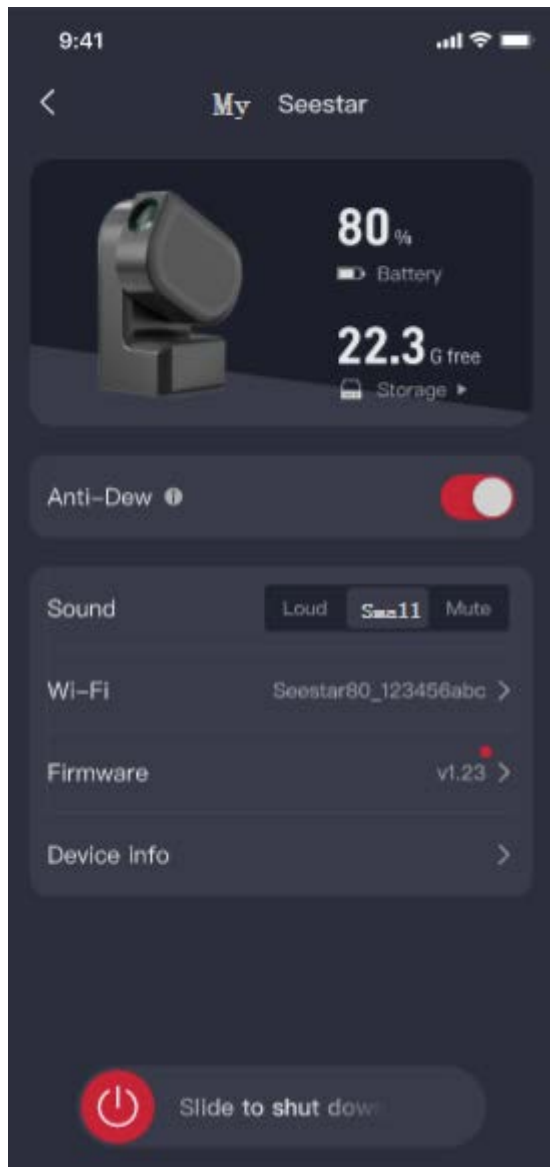 9:41
My Seestar
80 %
Battery
22.3 G free
Storage
Anti-Dew
Sound Loud Small Mute
Wi-Fi Seestar80_123456abc
Firmware v1.23
Device info
Slide to shut down